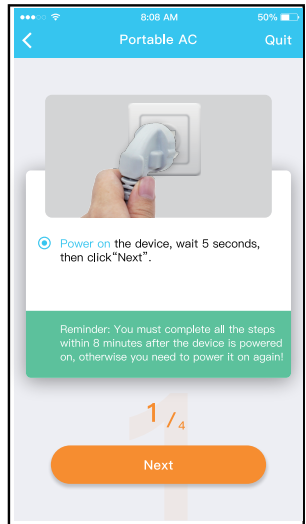 8:08 AM
50%
Portable AC
Quit
Power on the device, wait 5 seconds,
then click“Next”.
Reminder: You must complete all the steps
within 8 minutes after the device is powered
on, otherwise you need to power it on again!
1/4
Next